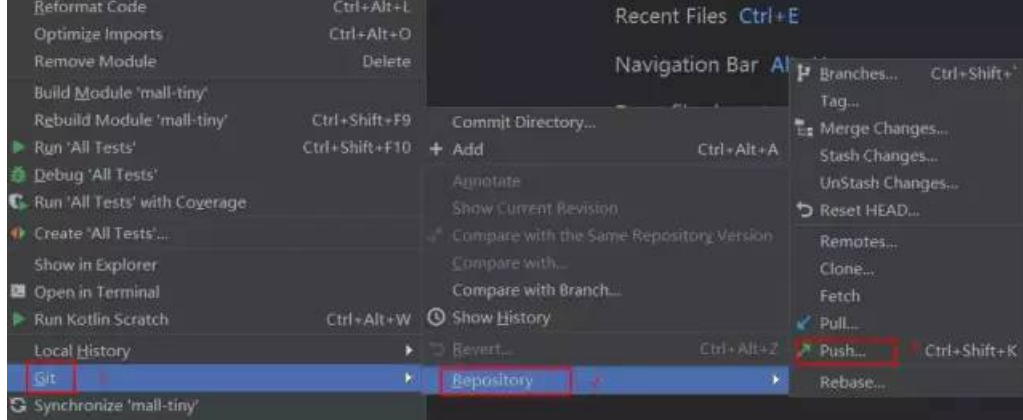 Reformat Code Ctrl+Alt+L
Optimize Imports Ctrl+Alt+O
Remove Module Delete
Build Module 'mall-tiny'
Rebuild Module 'mall-tiny' Ctrl+Shift+F9
Run 'All Tests' Ctrl+Shift+F10
Debug 'All Tests'
Run 'All Tests' with Coverage
Create 'All Tests'...
Show in Explorer
Open in Terminal
Run Kotlin Scratch Ctrl+Alt+W
Local History
Git
Synchronize 'mall-tiny'
Recent Files Ctrl+E
Navigation Bar
Commit Directory...
+ Add Ctrl+Alt+A
Annotate
Show Current Revision
Compare with the Same Repository Version
Compare with...
Compare with Branch...
Show History
Revert... Ctrl+Alt+Z
Repository
Branches... Ctrl+Shift+`
Tag...
Merge Changes...
Stash Changes...
UnStash Changes...
Reset HEAD...
Remotes...
Clone...
Fetch
Pull...
Push... Ctrl+Shift+K
Rebase...